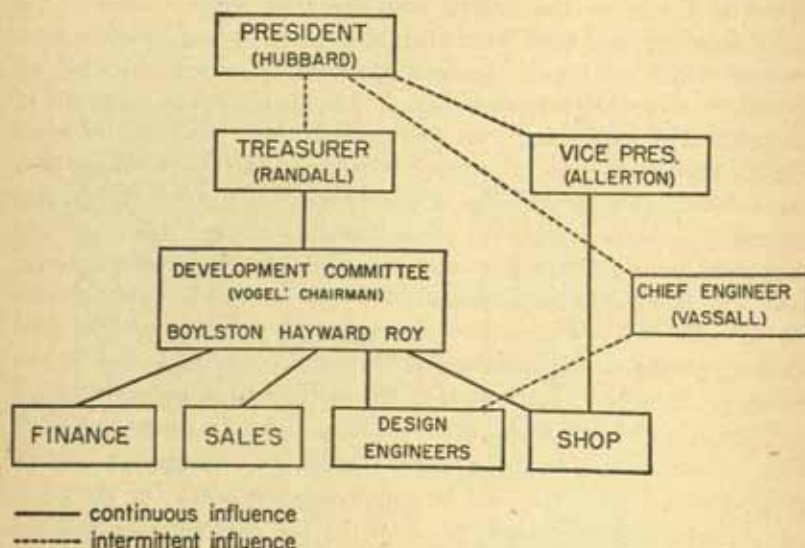 PRESIDENT
(HUBBARD)
TREASURER
(RANDALL)
VICE PRES.
(ALLERTON)
DEVELOPMENT COMMITTEE
(VOGEL: CHAIRMAN)
BOYLSTON HAYWARD ROY
CHIEF ENGINEER
(VASSALL)
FINANCE
SALES
DESIGN
ENGINEERS
SHOP
continuous influence
intermittent influence